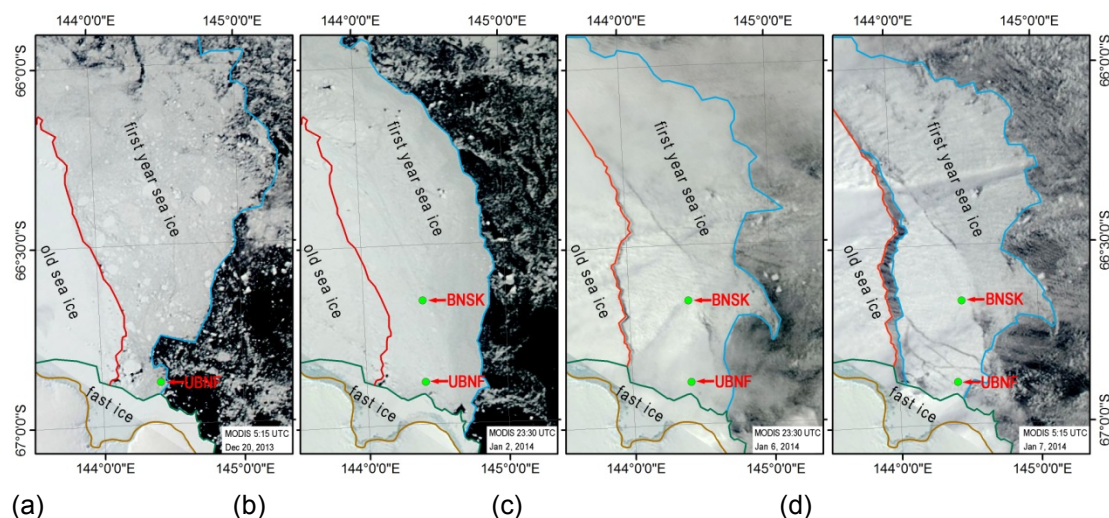 144°0'0"E 145°0'0"E 144°0'0"E 145°0'0"E 144°0'0"E 145°0'0"E 144°0'0"E 145°0'0"E
66°0'0"S 66°0'0"S
first year sea ice first year sea ice first year sea ice first year sea ice
66°30'0"S 66°30'0"S
old sea ice old sea ice old sea ice old sea ice
BNSK BNSK BNSK
UBNF UBNF UBNF UBNF
fast ice fast ice fast ice fast ice
67°0'0"S 67°0'0"S
MODIS 5:15 UTC MODIS 23:30 UTC MODIS 23:30 UTC MODIS 5:15 UTC
Dec 20, 2013 Jan 2, 2014 Jan 6, 2014 Jan 7, 2014
144°0'0"E 145°0'0"E 144°0'0"E 145°0'0"E 144°0'0"E 145°0'0"E 144°0'0"E 145°0'0"E
(a) (b) (c) (d)